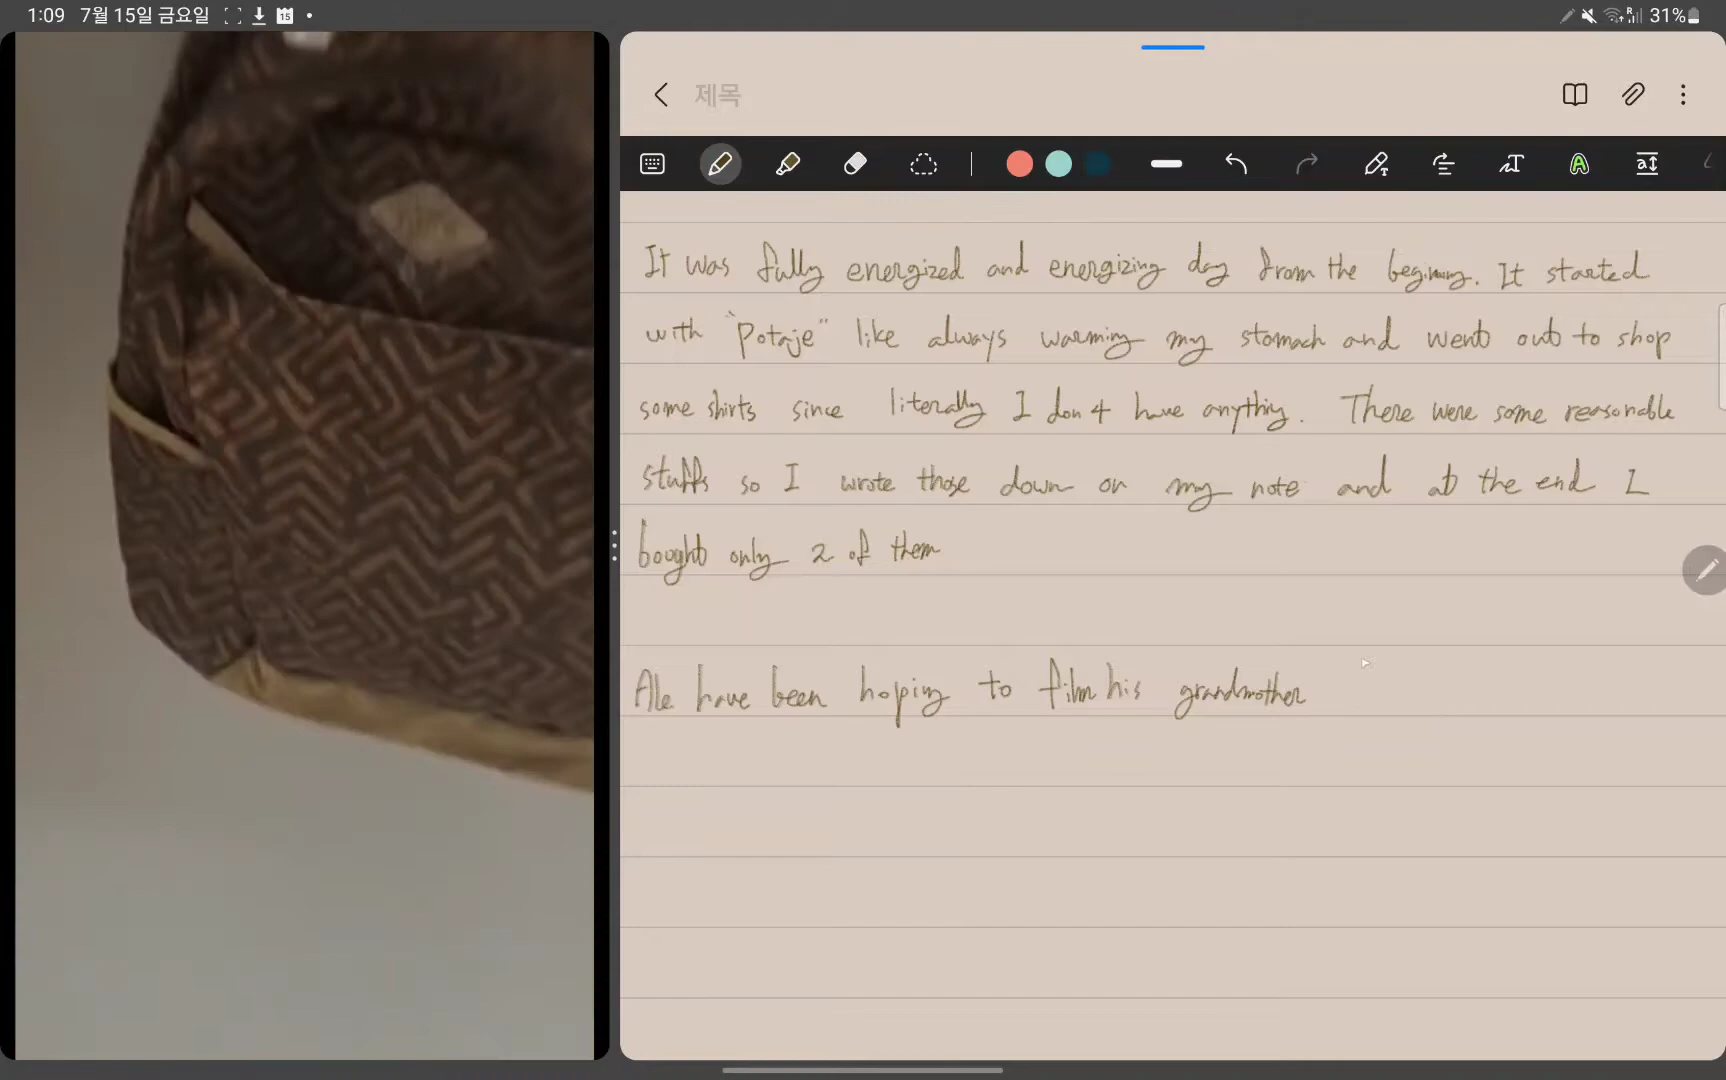 1:09 7월 15일 금요일 15
31%
제목
It was fully energized and energizing day from the begining. It started
with "Potaje" like always warming my stomach and went out to shop
some shirts since literally I don't have anything. There were some reasonable
stuffs so I wrote those down on my note and at the end I
bought only 2 of them
Ale have been hoping to film his grandmother